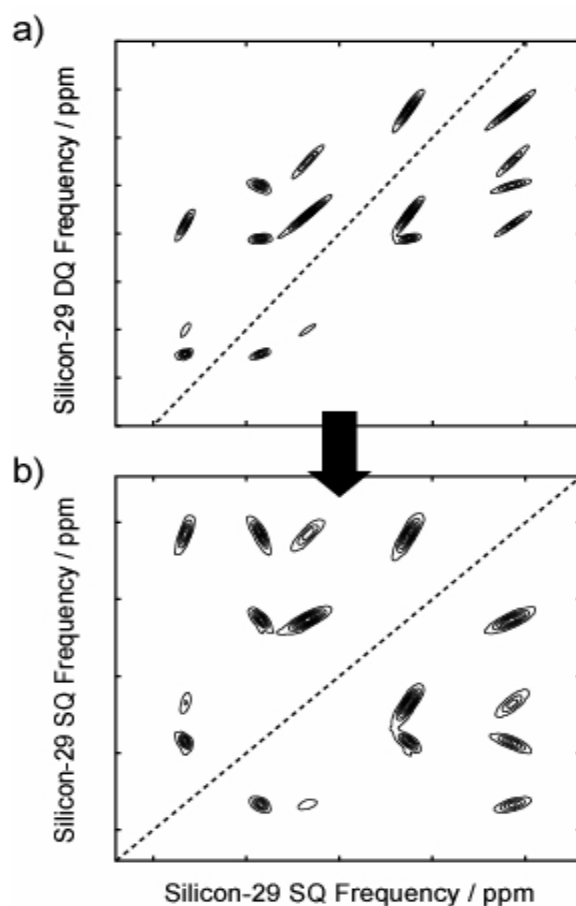 a)
Silicon-29 DQ Frequency / ppm
b)
Silicon-29 SQ Frequency / ppm
Silicon-29 SQ Frequency / ppm